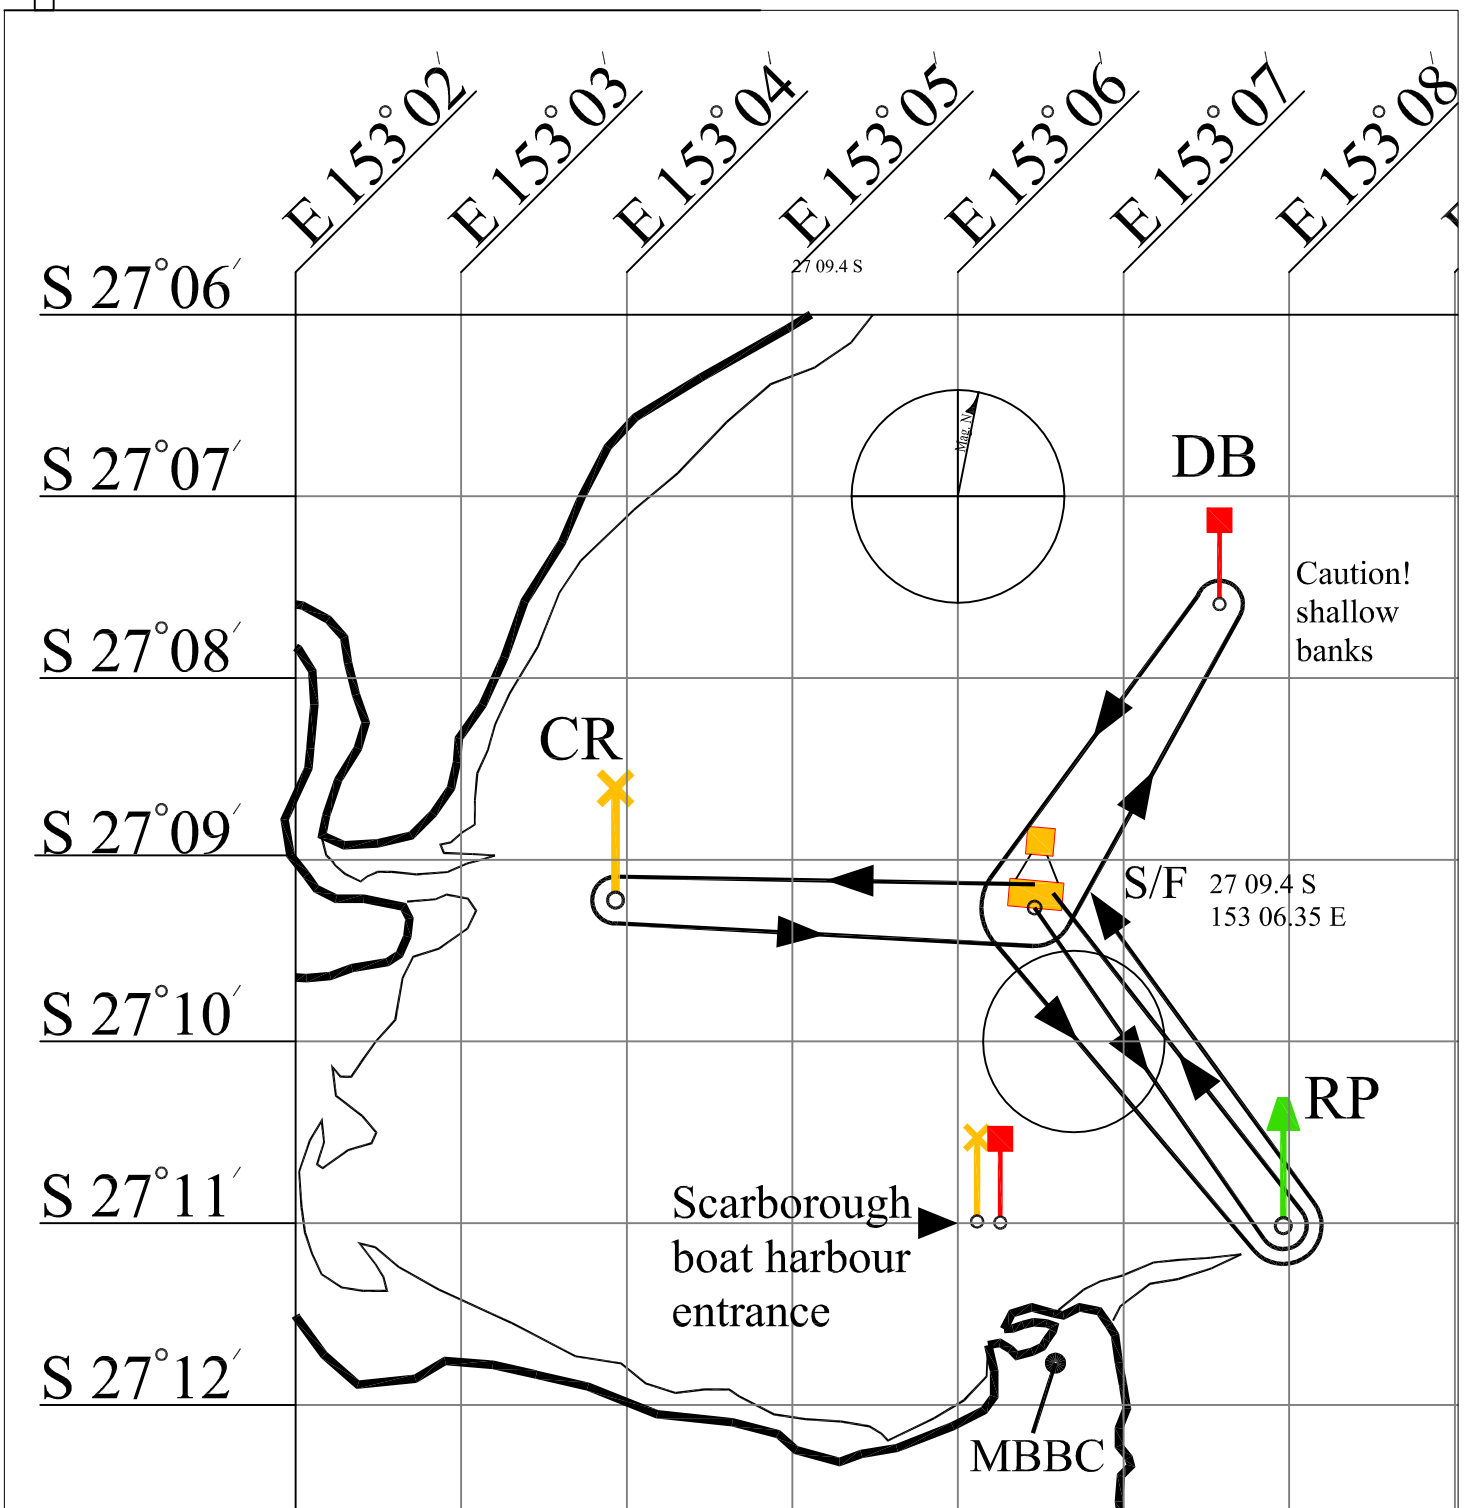 E 153°02′
E 153°03′
E 153°04′
E 153°05′
E 153°06′
E 153°07′
E 153°08′
S 27°06′
27 09.4 S
Mag. N
S 27°07′
DB
Caution!
shallow
banks
S 27°08′
CR
S 27°09′
S/F
27 09.4 S
153 06.35 E
S 27°10′
RP
S 27°11′
Scarborough
boat harbour
entrance
S 27°12′
MBBC